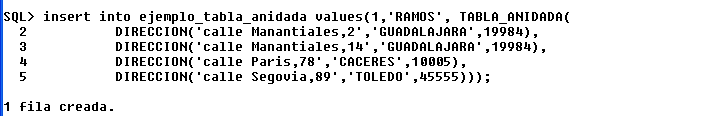 SQL> insert into ejemplo_tabla_anidada values(1,'RAMOS', TABLA_ANIDADA(
2 DIRECCION('calle Manantiales,2','GUADALAJARA',19984),
3 DIRECCION('calle Manantiales,14','GUADALAJARA',19984),
4 DIRECCION('calle Paris,78','CACERES',10005),
5 DIRECCION('calle Segovia,89','TOLEDO',45555)));
1 fila creada.